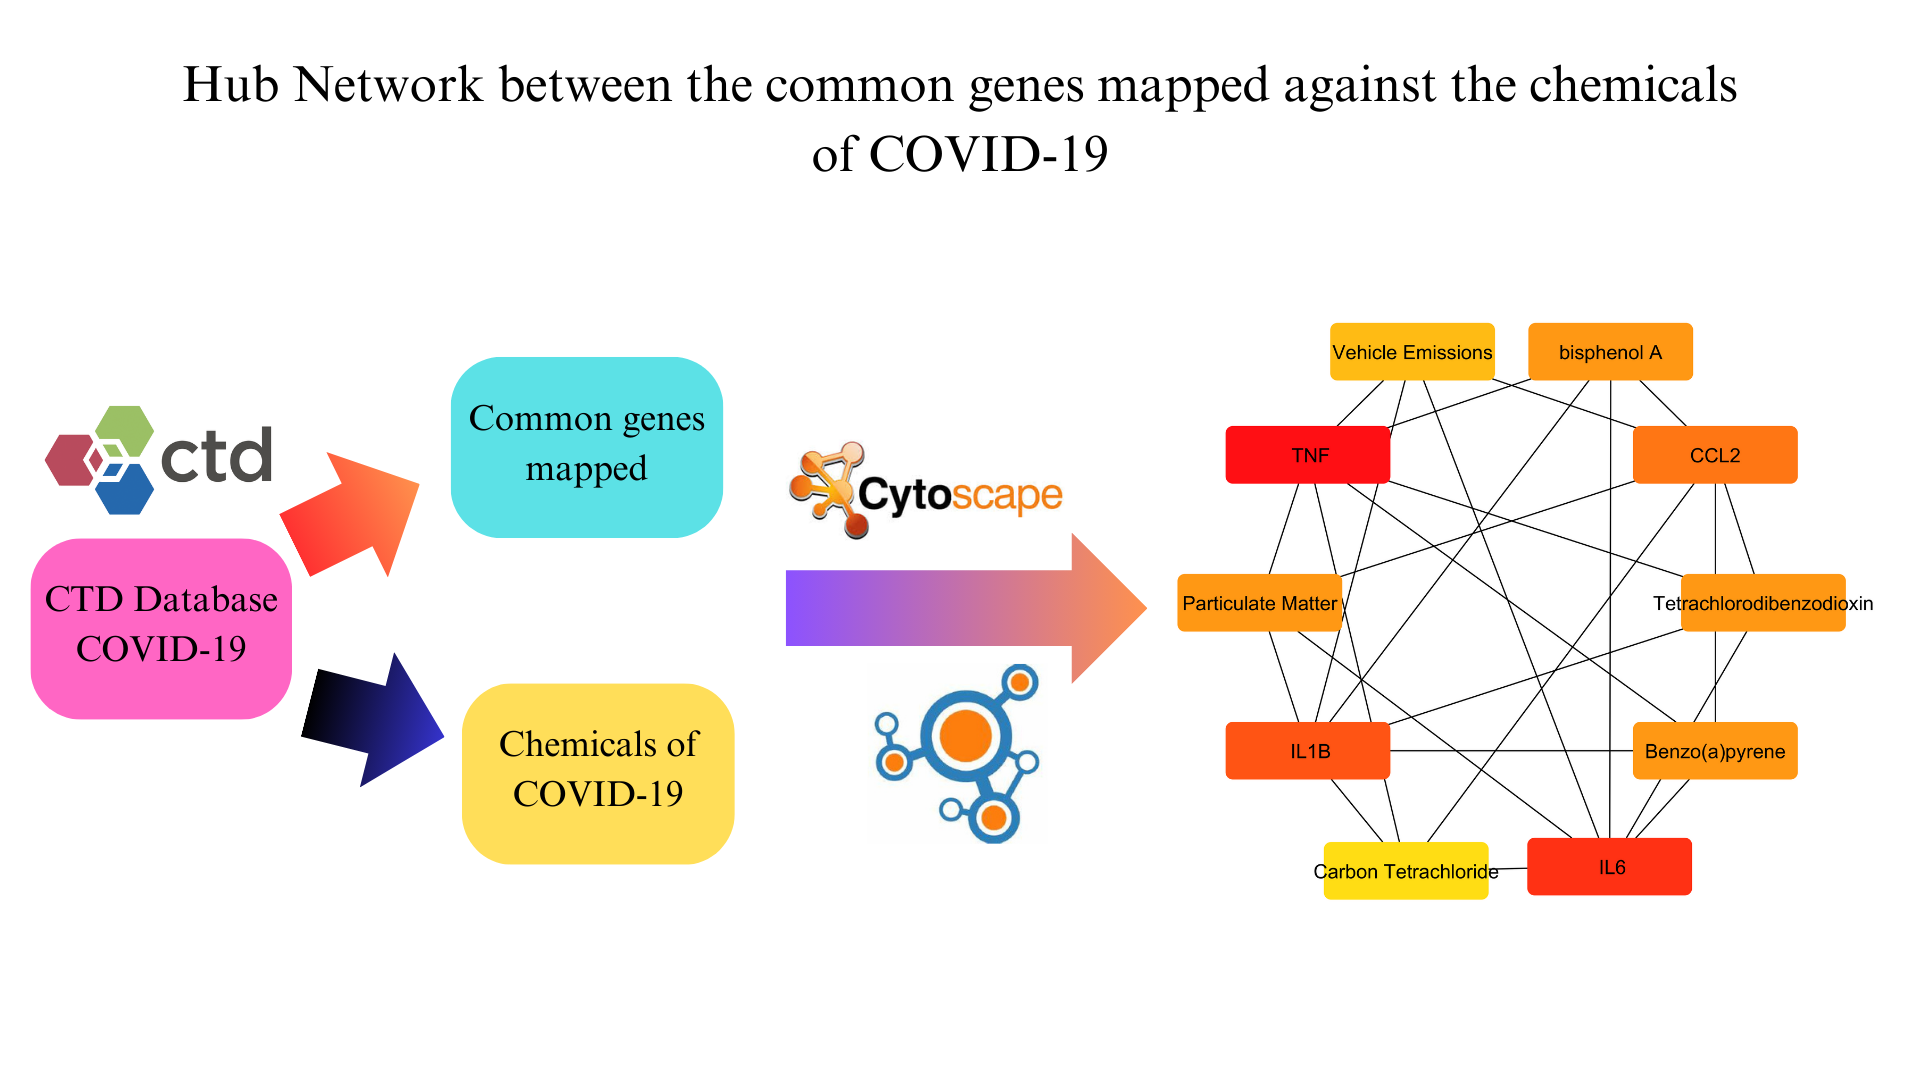 Hub Network between the common genes mapped against the chemicals
of COVID-19
ctd
CTD Database
COVID-19
Common genes
mapped
Chemicals of
COVID-19
Cytoscape
Vehicle Emissions
bisphenol A
TNF
CCL2
Particulate Matter
Tetrachlorodibenzodioxin
IL1B
Benzo(a)pyrene
Carbon Tetrachloride
IL6